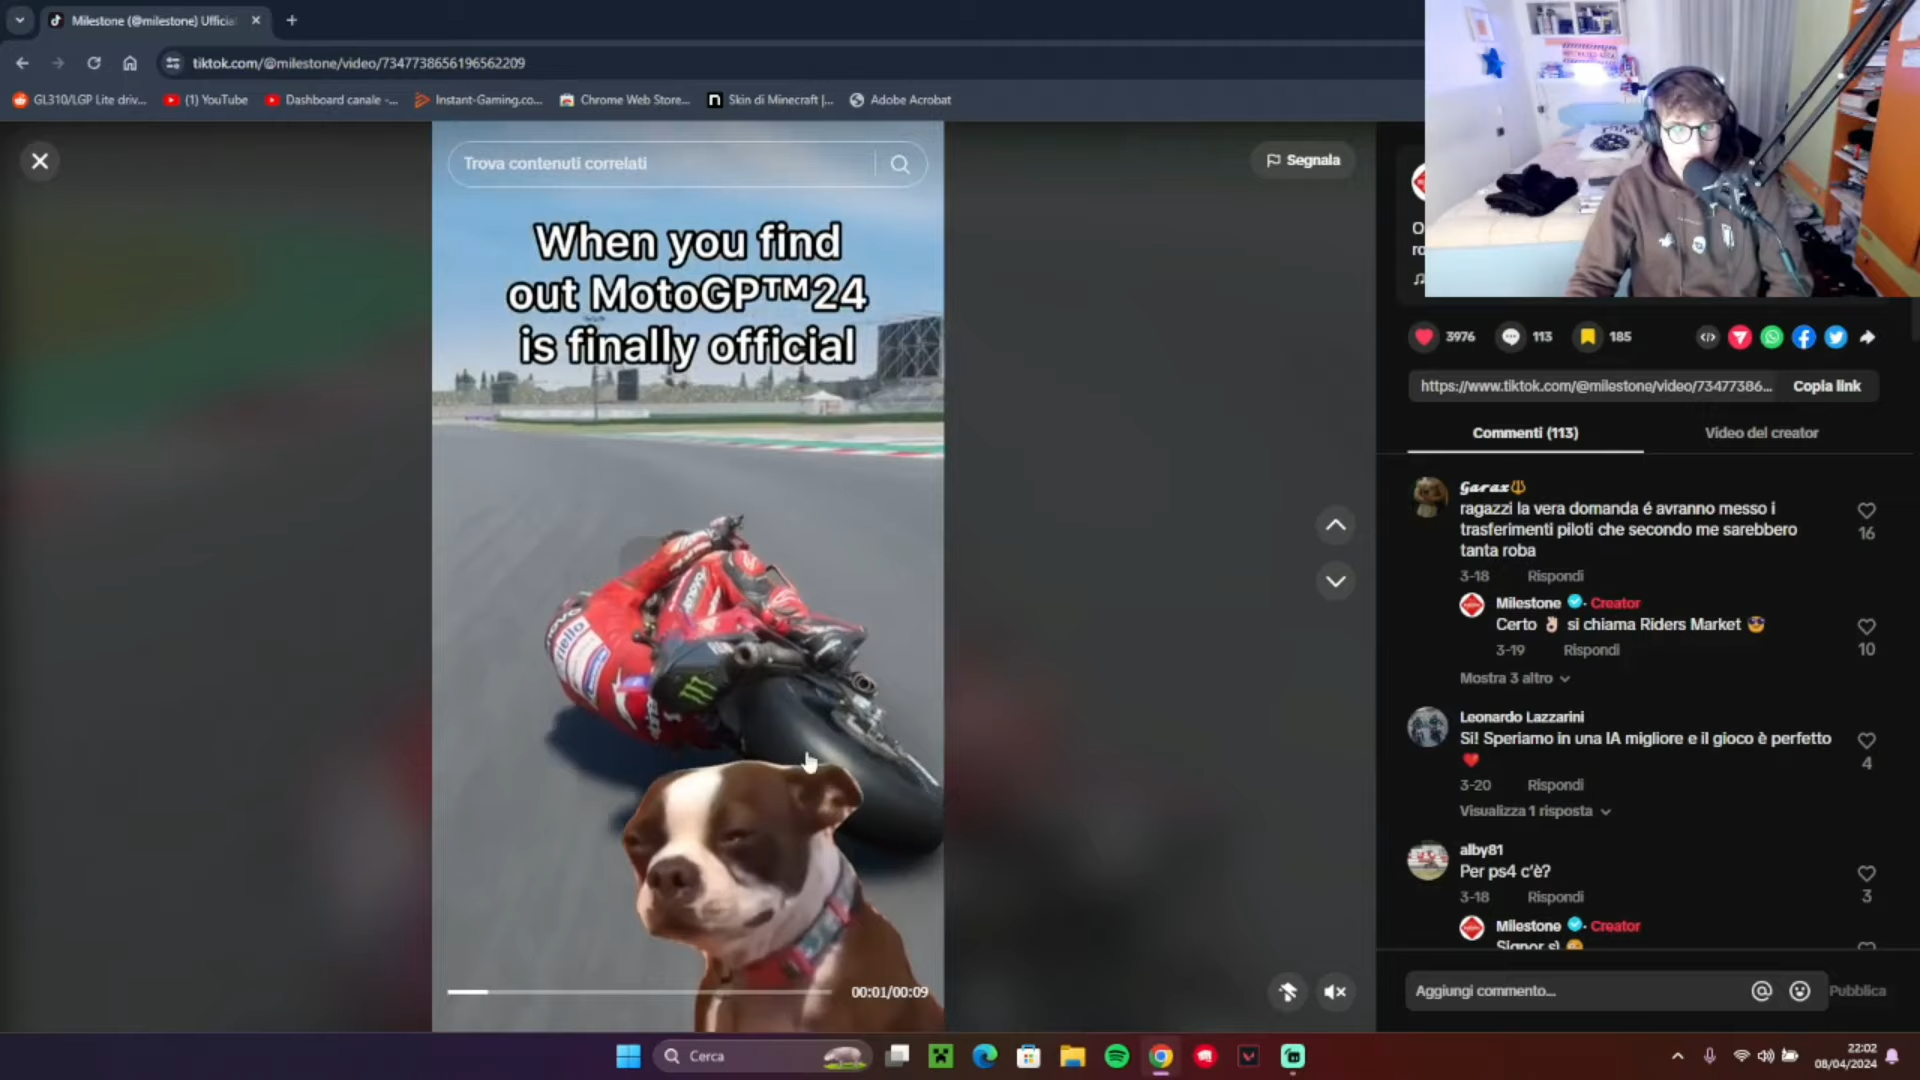 Milestone (@milestone) Ufficia
tiktok.com/@milestone/video/7347738656196562209
GL310/LGP Lite driv...
(1) YouTube
Dashboard canale -...
Instant-Gaming.co...
Chrome Web Store...
Skin di Minecraft |...
Adobe Acrobat
Trova contenuti correlati
Segnala
When you find
out MotoGP™24
is finally official
00:01/00:09
3976
113
185
https://www.tiktok.com/@milestone/video/73477386...
Copia link
Commenti (113)
Video del creator
Garax
ragazzi la vera domanda é avranno messo i
trasferimenti piloti che secondo me sarebbero
tanta roba
16
3-18 Rispondi
Milestone · Creator
Certo 👌🏻 si chiama Riders Market 😎
10
3-19 Rispondi
Mostra 3 altro
Leonardo Lazzarini
Si! Speriamo in una IA migliore e il gioco è perfetto
❤️
4
3-20 Rispondi
Visualizza 1 risposta
alby81
Per ps4 c'è?
3-18 Rispondi
3
Milestone · Creator
Signor sì
Aggiungi commento...
Pubblica
Cerca
22:02
08/04/2024